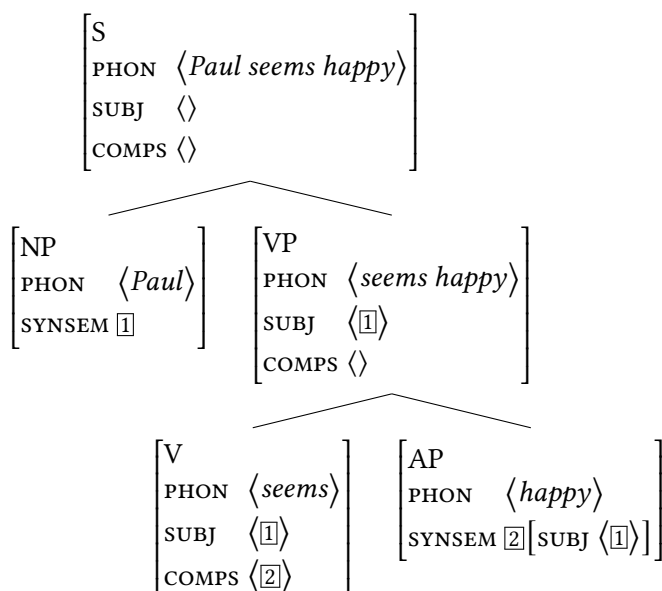 S
PHON ⟨Paul seems happy⟩
SUBJ ⟨⟩
COMPS ⟨⟩
NP
PHON ⟨Paul⟩
SYNSEM 1
VP
PHON ⟨seems happy⟩
SUBJ ⟨1⟩
COMPS ⟨⟩
V
PHON ⟨seems⟩
SUBJ ⟨1⟩
COMPS ⟨2⟩
AP
PHON ⟨happy⟩
SYNSEM 2[SUBJ ⟨1⟩]